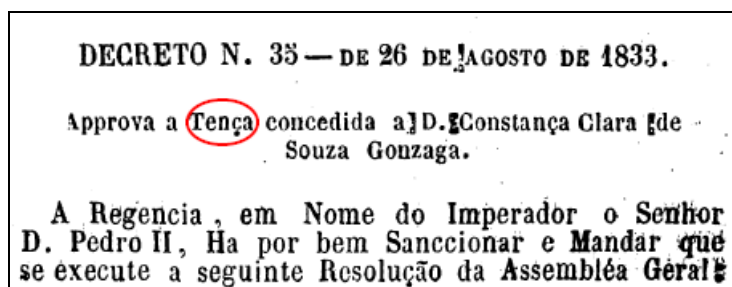 DECRETO N. 35 — DE 26 DE AGOSTO DE 1833.
Approva a Tença concedida a D. Constança Clara de
Souza Gonzaga.
A Regencia, em Nome do Imperador o Senhor
D. Pedro II, Ha por bem Sanccionar e Mandar que
se execute a seguinte Resolução da Assembléa Geral